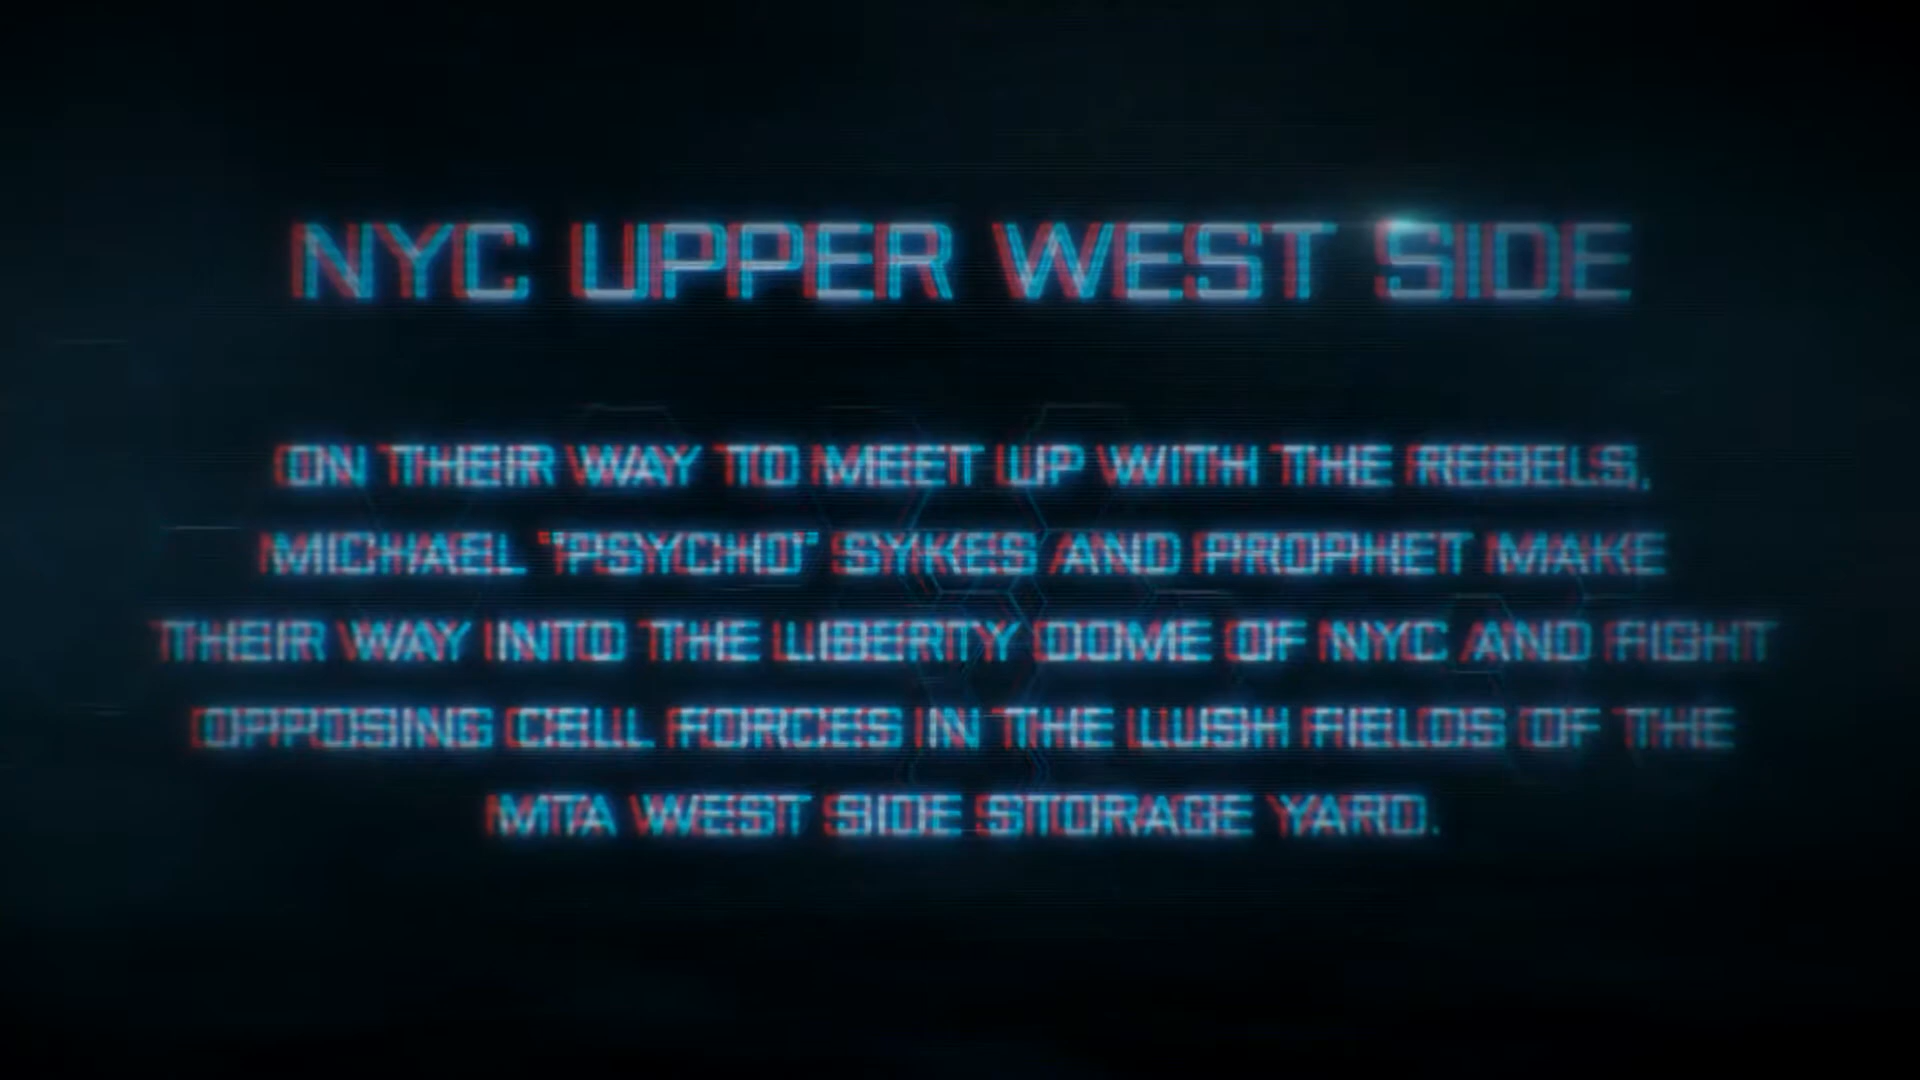 NYC UPPER WEST SIDE
ON THEIR WAY TO MEET UP WITH THE REBELS,
MICHAEL "PSYCHO" SYKES AND PROPHET MAKE
THEIR WAY INTO THE LIBERTY DOME OF NYC AND FIGHT
OPPOSING CELL FORCES IN THE LUSH FIELDS OF THE
MTA WEST SIDE STORAGE YARD.